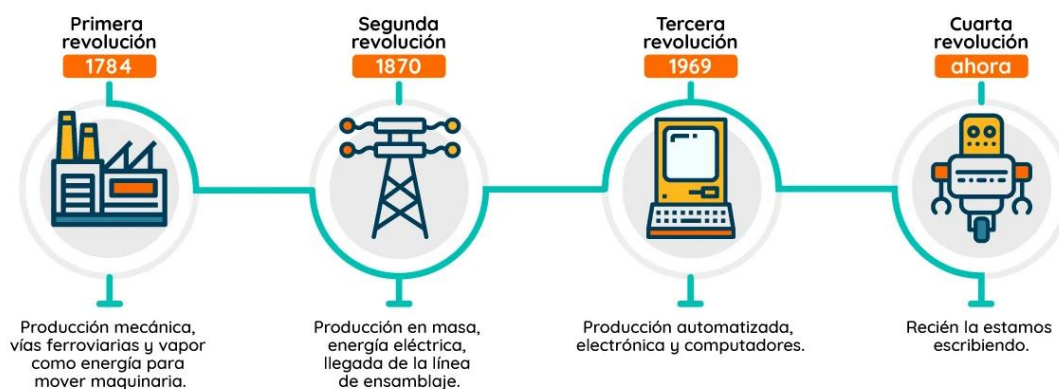 Primera
revolución
1784
Producción mecánica,
vías ferroviarias y vapor
como energía para
mover maquinaria.
Segunda
revolución
1870
Producción en masa,
energía eléctrica,
llegada de la línea
de ensamblaje.
Tercera
revolución
1969
Producción automatizada,
electrónica y computadores.
Cuarta
revolución
ahora
Recién la estamos
escribiendo.